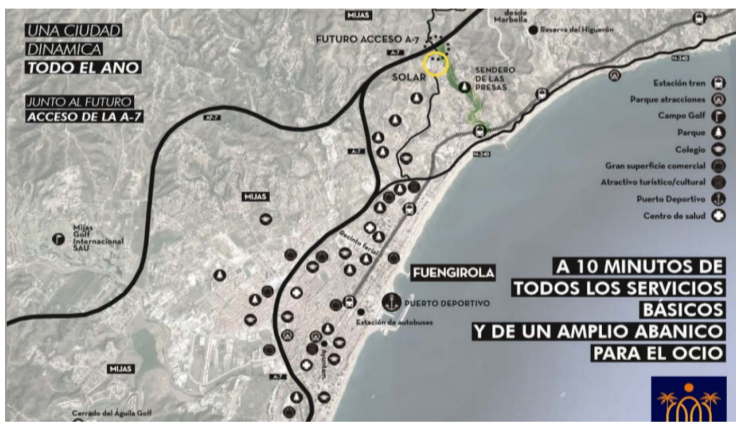 UNA CIUDAD
DINÁMICA
TODO EL ANO
JUNTO AL FUTURO
ACCESO DE LA A-7
MIJAS
desde
Marbella
FUTURO ACCESO A-7
A-7
Reserva del Higuerón
N-340
SOLAR
SENDERO
DE LAS
PRESAS
Estación tren
Parque atracciones
Campo Golf
Parque
Colegio
Gran superficie comercial
Atractivo turístico/cultural
Puerto Deportivo
Centro de salud
AP-7
A-7
N-340
MIJAS
Mijas
Golf
Internacional
SAU
Recinto ferial
FUENGIROLA
PUERTO DEPORTIVO
Estación de autobuses
A 10 MINUTOS DE
TODOS LOS SERVICIOS
BÁSICOS
Y DE UN AMPLIO ABANICO
PARA EL OCIO
MIJAS
A-7
Cerrado del Águila Golf